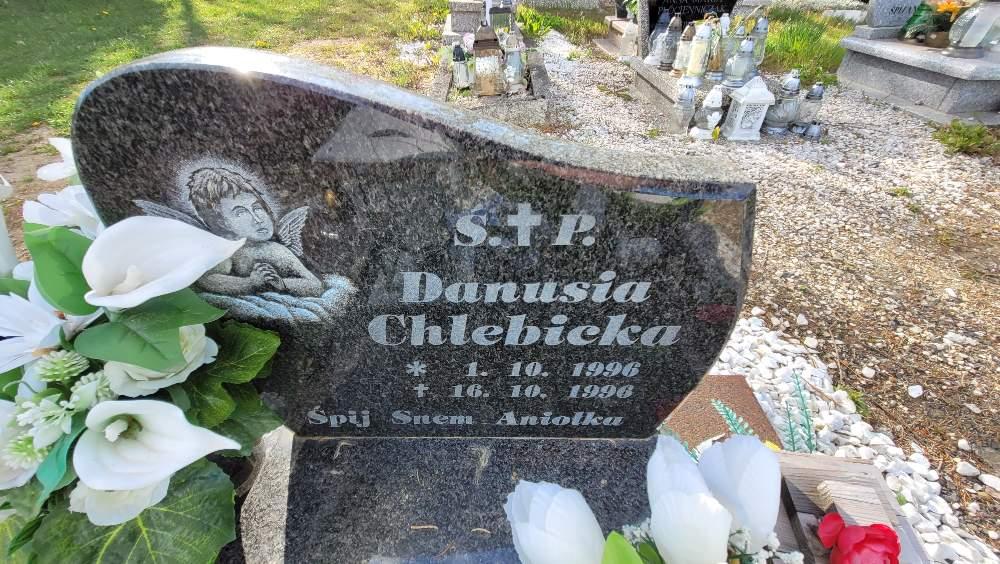 S.✝P.
Danusia
Chlebicka
* 1. 10. 1996
✝ 16. 10. 1996
Śpij Snem Aniołka